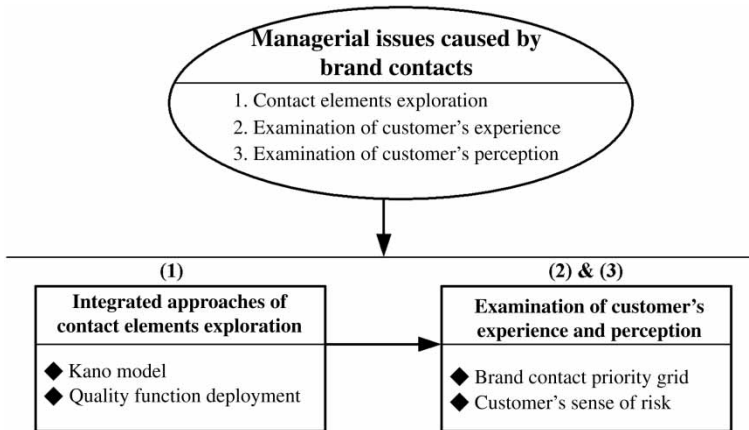 Managerial issues caused by
brand contacts
1. Contact elements exploration
2. Examination of customer's experience
3. Examination of customer's perception
(1)
Integrated approaches of
contact elements exploration
◆ Kano model
◆ Quality function deployment
(2) & (3)
Examination of customer's
experience and perception
◆ Brand contact priority grid
◆ Customer's sense of risk